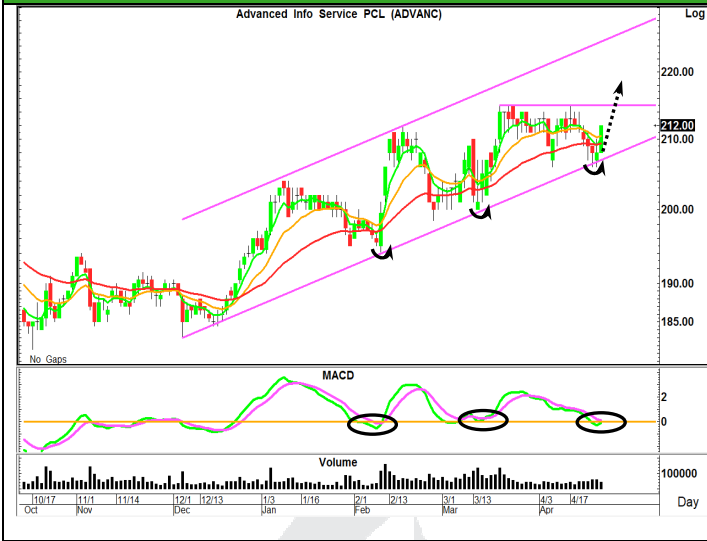 Advanced Info Service PCL (ADVANC)
Log
220.00
212.00
210.00
200.00
190.00
185.00
No Gaps
MACD
2
0
Volume
100000
10/17 11/1 11/14 12/1 12/13 1/3 1/16 2/1 2/13 3/1 3/13 4/3 4/17
Oct Nov Dec Jan Feb Mar Apr
Day